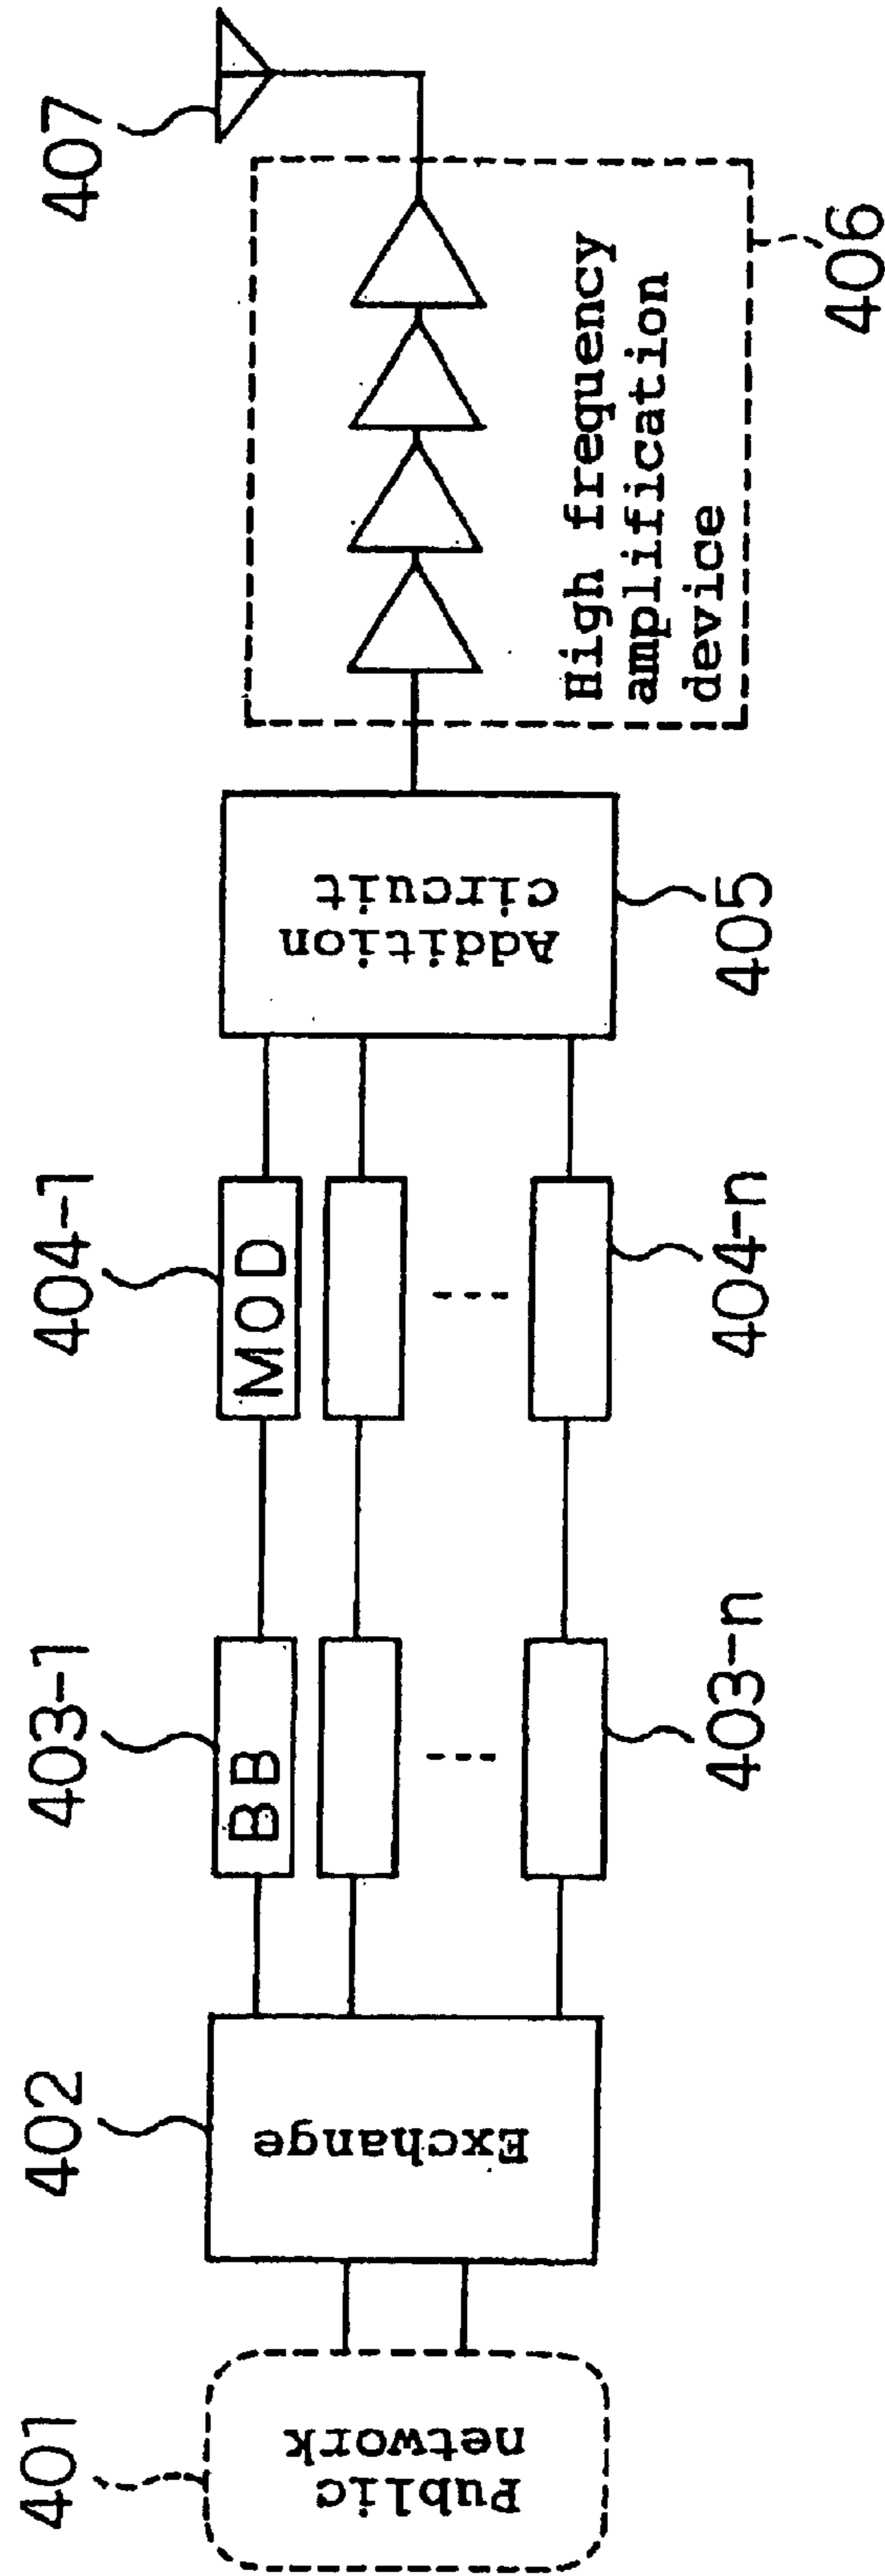 401
Public
network
402
Exchange
403-1
BB
403-n
404-1
MOD
404-n
Addition
circuit
405
High frequency
amplification
device
406
407